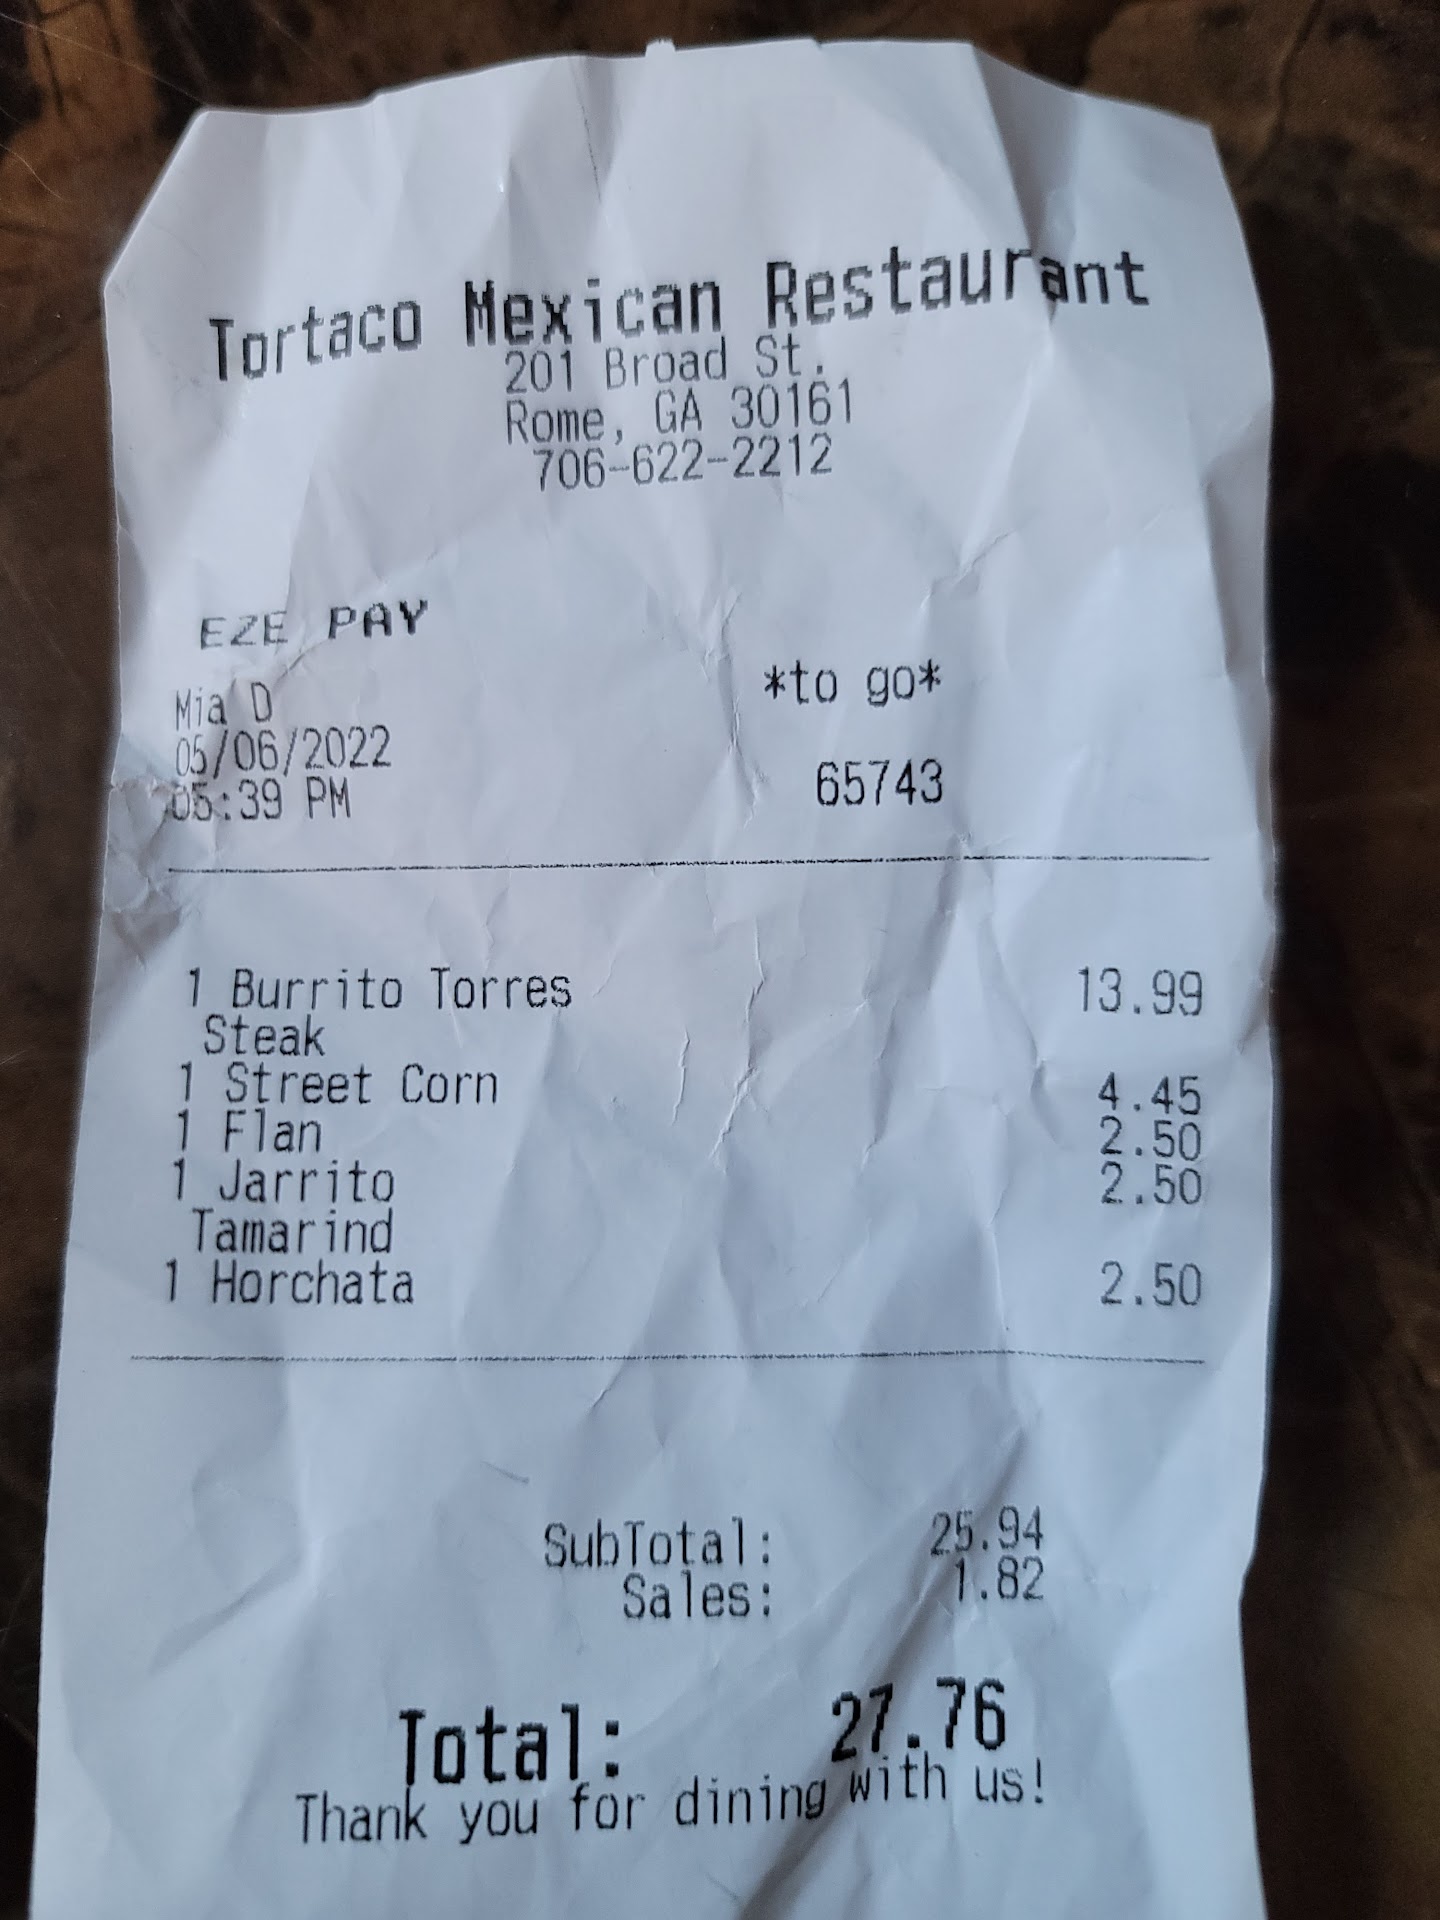 Tortaco Mexican Restaurant
201 Broad St.
Rome, GA 30161
706-622-2212
EZE PAY
*to go*
Mia D
05/06/2022
65743
05:39 PM
1 Burrito Torres 13.99
Steak
1 Street Corn 4.45
1 Flan 2.50
1 Jarrito 2.50
Tamarind
1 Horchata 2.50
SubTotal: 25.94
Sales: 1.82
Total: 27.76
Thank you for dining with us!